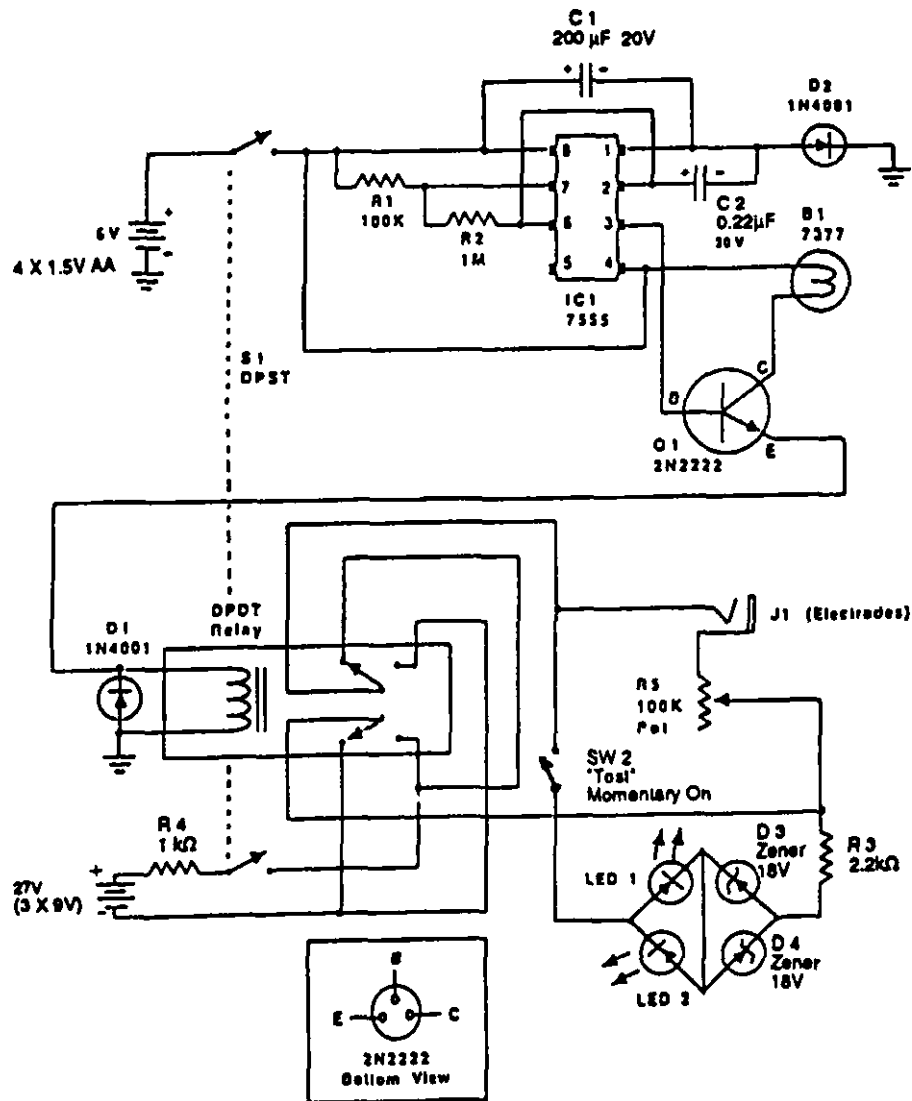 C1
200 µF 20V
+ -
D2
1N4001
8 1
7 2
6 3
5 4
R1
100K
R2
1M
+ -
C2
0.22µF
30V
B1
7377
+
6V
-
4 X 1.5V AA
IC1
7555
S1
DPST
C
B
E
Q1
2N2222
DPDT
Relay
D1
1N4001
J1 (Electrodes)
R5
100K
Pot
SW 2
"Test"
Momentary On
R4
1 kΩ
+
27V
(3 X 9V)
-
LED 1
D3
Zener
18V
R3
2.2kΩ
D4
Zener
18V
LED 2
B
E C
2N2222
Bottom View